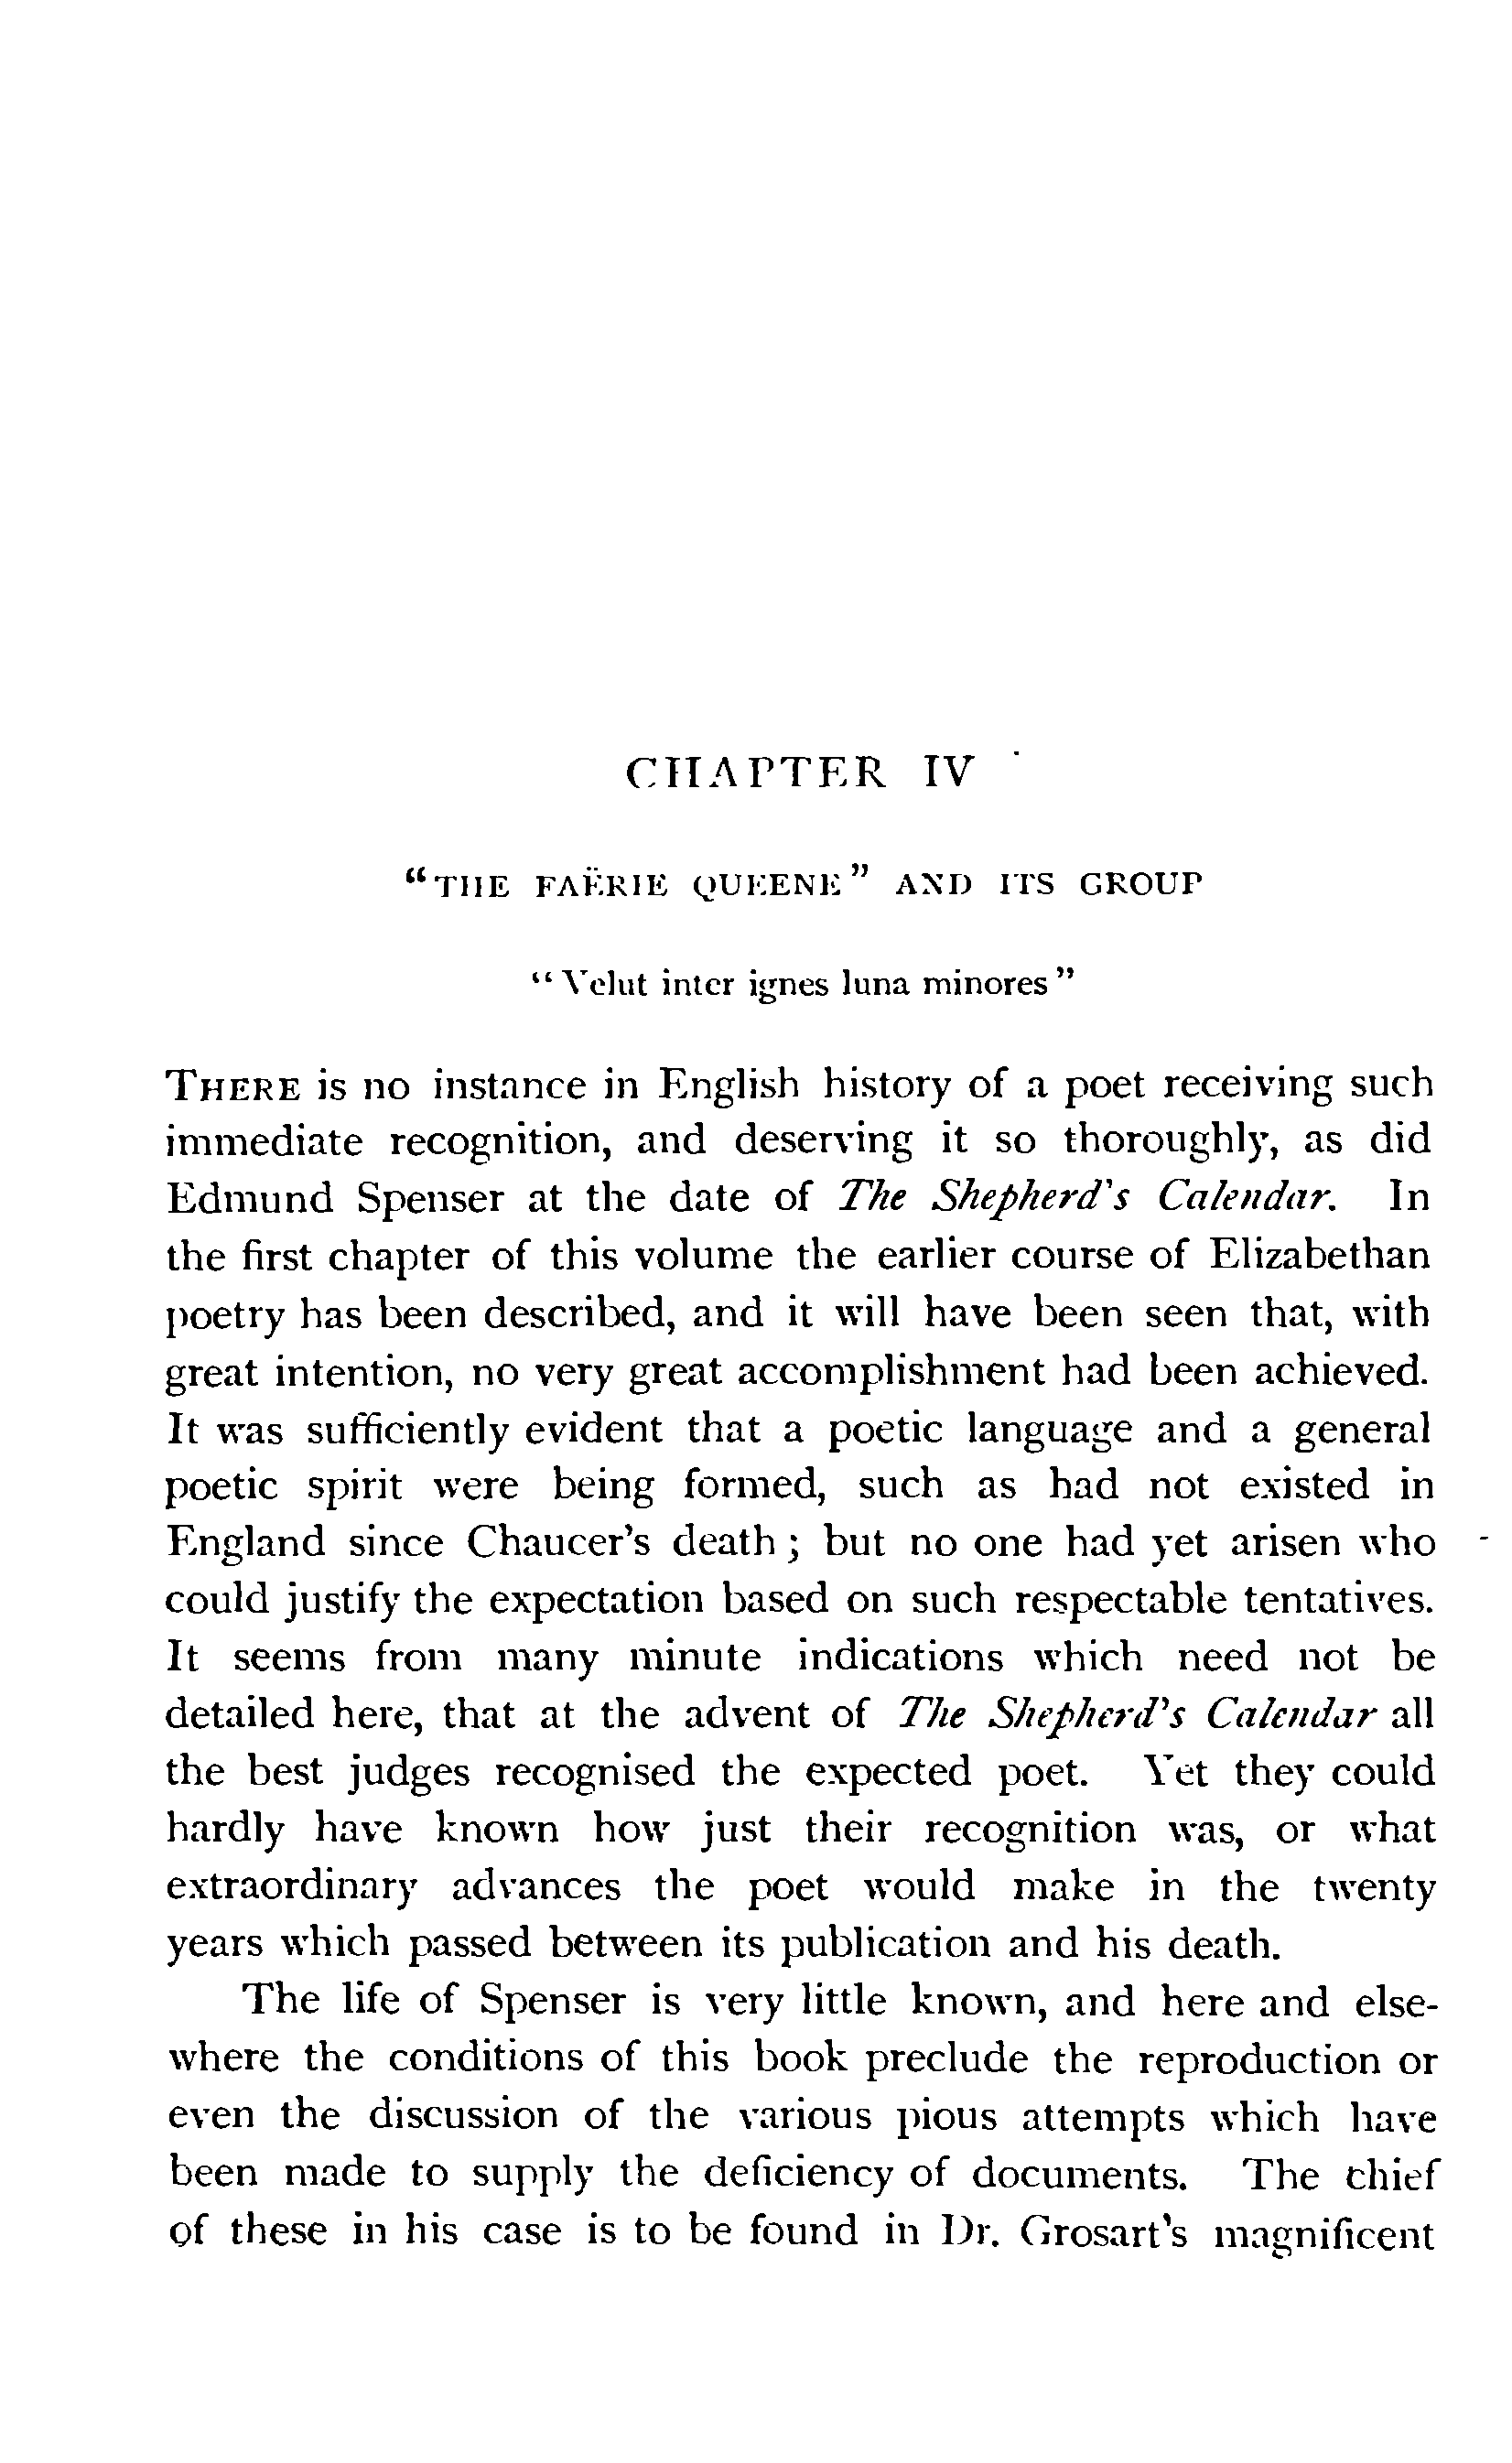 CHAPTER IV
"THE FAËRIE QUEENE" AND ITS GROUP
"Velut inter ignes luna minores"
THERE is no instance in English history of a poet receiving such
immediate recognition, and deserving it so thoroughly, as did
Edmund Spenser at the date of The Shepherd's Calendar. In
the first chapter of this volume the earlier course of Elizabethan
poetry has been described, and it will have been seen that, with
great intention, no very great accomplishment had been achieved.
It was sufficiently evident that a poetic language and a general
poetic spirit were being formed, such as had not existed in
England since Chaucer's death; but no one had yet arisen who
could justify the expectation based on such respectable tentatives.
It seems from many minute indications which need not be
detailed here, that at the advent of The Shepherd's Calendar all
the best judges recognised the expected poet. Yet they could
hardly have known how just their recognition was, or what
extraordinary advances the poet would make in the twenty
years which passed between its publication and his death.
The life of Spenser is very little known, and here and else-
where the conditions of this book preclude the reproduction or
even the discussion of the various pious attempts which have
been made to supply the deficiency of documents. The chief
of these in his case is to be found in Dr. Grosart's magnificent